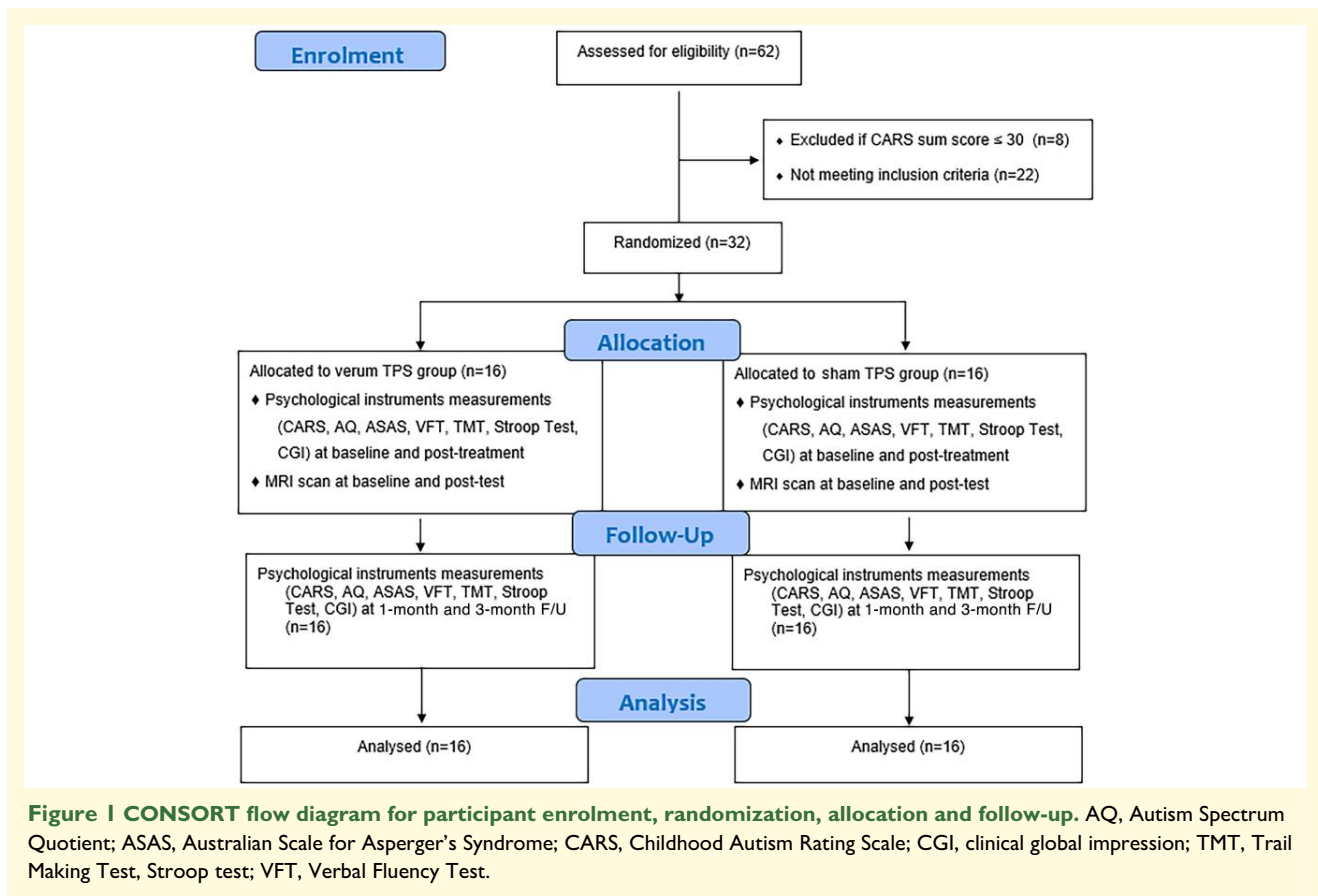 Enrolment
Assessed for eligibility (n=62)
♦ Excluded if CARS sum score ≤ 30 (n=8)
♦ Not meeting inclusion criteria (n=22)
Randomized (n=32)
Allocation
Allocated to verum TPS group (n=16)
♦ Psychological instruments measurements
(CARS, AQ, ASAS, VFT, TMT, Stroop Test,
CGI) at baseline and post-treatment
♦ MRI scan at baseline and post-test
Allocated to sham TPS group (n=16)
♦ Psychological instruments measurements
(CARS, AQ, ASAS, VFT, TMT, Stroop Test,
CGI) at baseline and post-treatment
♦ MRI scan at baseline and post-test
Follow-Up
Psychological instruments measurements
(CARS, AQ, ASAS, VFT, TMT, Stroop
Test, CGI) at 1-month and 3-month F/U
(n=16)
Psychological instruments measurements
(CARS, AQ, ASAS, VFT, TMT, Stroop
Test, CGI) at 1-month and 3-month F/U
(n=16)
Analysis
Analysed (n=16)
Analysed (n=16)
Figure 1 CONSORT flow diagram for participant enrolment, randomization, allocation and follow-up. AQ, Autism Spectrum
Quotient; ASAS, Australian Scale for Asperger's Syndrome; CARS, Childhood Autism Rating Scale; CGI, clinical global impression; TMT, Trail
Making Test, Stroop test; VFT, Verbal Fluency Test.